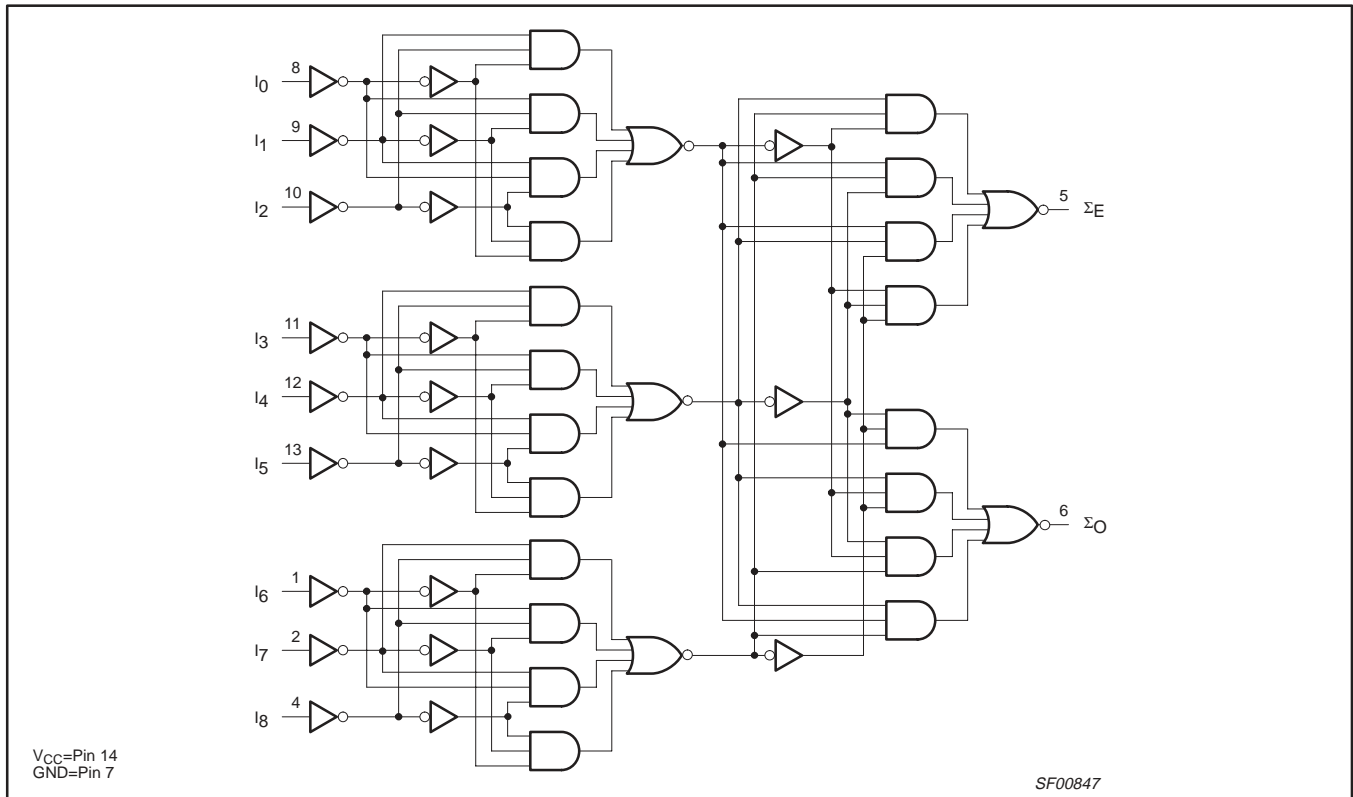 I0 8
I1 9
I2 10
I3 11
I4 12
I5 13
I6 1
I7 2
I8 4
5 ΣE
6 ΣO
VCC=Pin 14
GND=Pin 7
SF00847